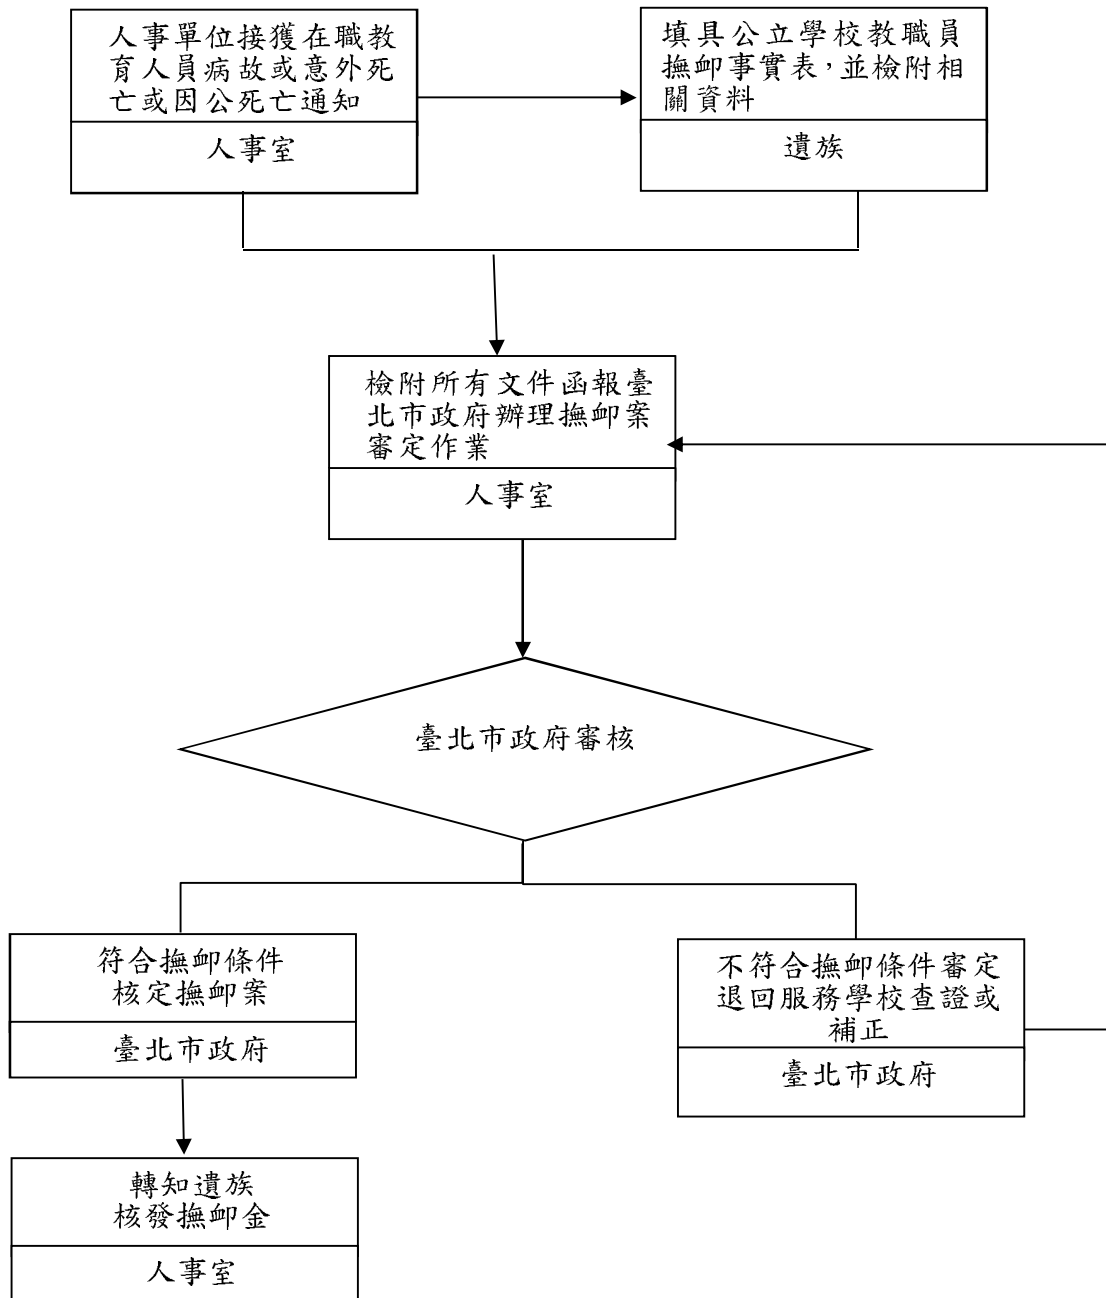 人事單位接獲在職教
育人員病故或意外死
亡或因公死亡通知
人事室
填具公立學校教職員
撫卹事實表，並檢附相
關資料
遺族
檢附所有文件函報臺
北市政府辦理撫卹案
審定作業
人事室
臺北市政府審核
符合撫卹條件
核定撫卹案
臺北市政府
不符合撫卹條件審定
退回服務學校查證或
補正
臺北市政府
轉知遺族
核發撫卹金
人事室